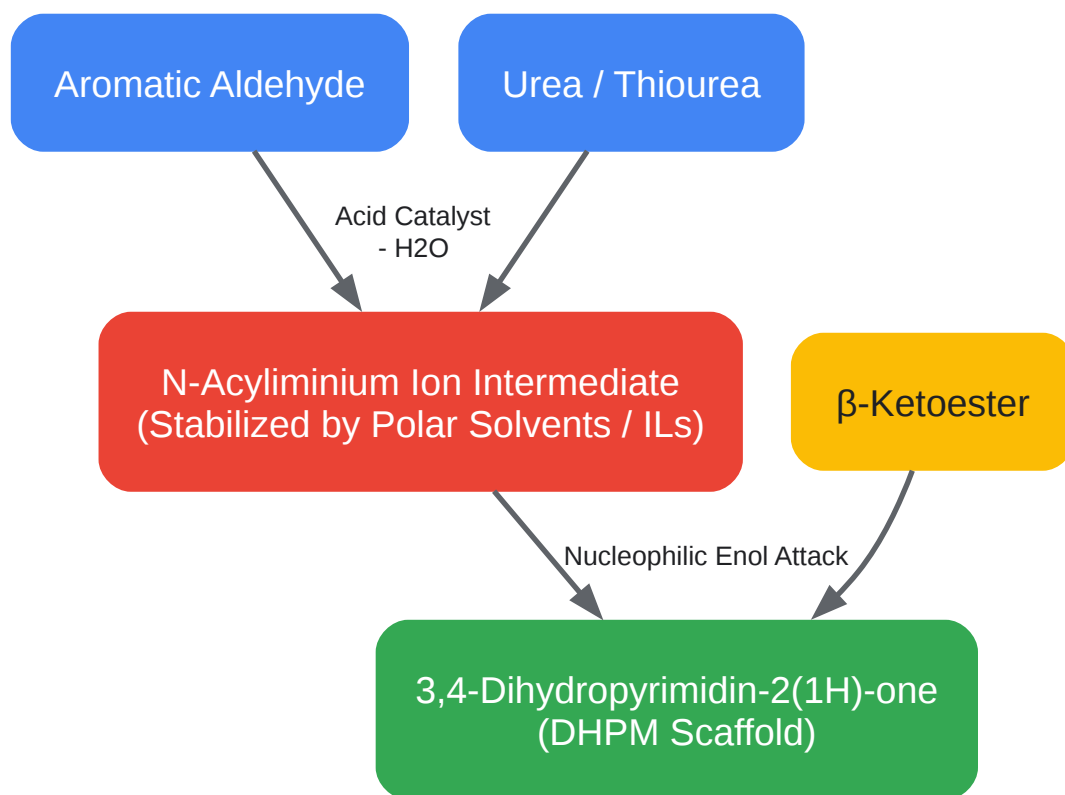 Aromatic Aldehyde
Urea / Thiourea
Acid Catalyst
- H2O
N-Acyliminium Ion Intermediate
(Stabilized by Polar Solvents / ILs)
β-Ketoester
Nucleophilic Enol Attack
3,4-Dihydropyrimidin-2(1H)-one
(DHPM Scaffold)